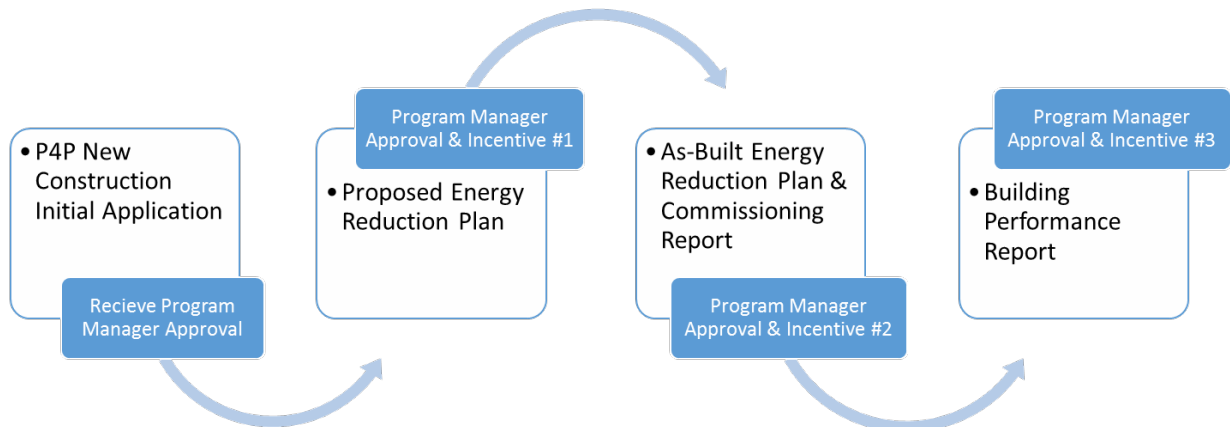 • P4P New
Construction
Initial Application
Recieve Program
Manager Approval
Program Manager
Approval & Incentive #1
• Proposed Energy
Reduction Plan
• As-Built Energy
Reduction Plan &
Commissioning
Report
Program Manager
Approval & Incentive #2
Program Manager
Approval & Incentive #3
• Building
Performance
Report